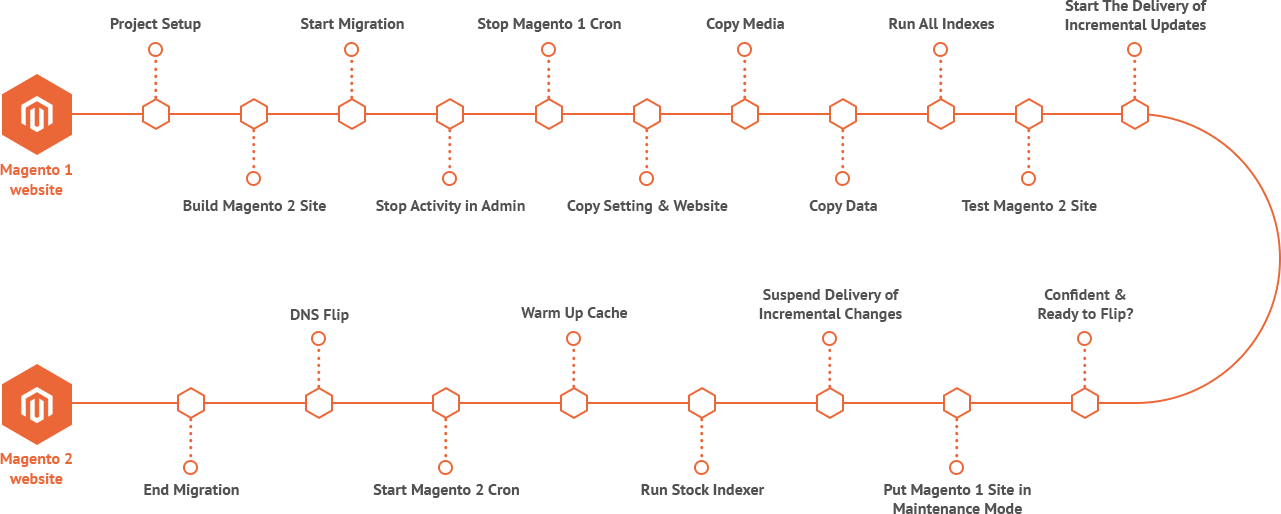 Project Setup
Start Migration
Stop Magento 1 Cron
Copy Media
Run All Indexes
Start The Delivery of
Incremental Updates
Magento 1
website
Build Magento 2 Site
Stop Activity in Admin
Copy Setting & Website
Copy Data
Test Magento 2 Site
DNS Flip
Warm Up Cache
Suspend Delivery of
Incremental Changes
Confident &
Ready to Flip?
Magento 2
website
End Migration
Start Magento 2 Cron
Run Stock Indexer
Put Magento 1 Site in
Maintenance Mode